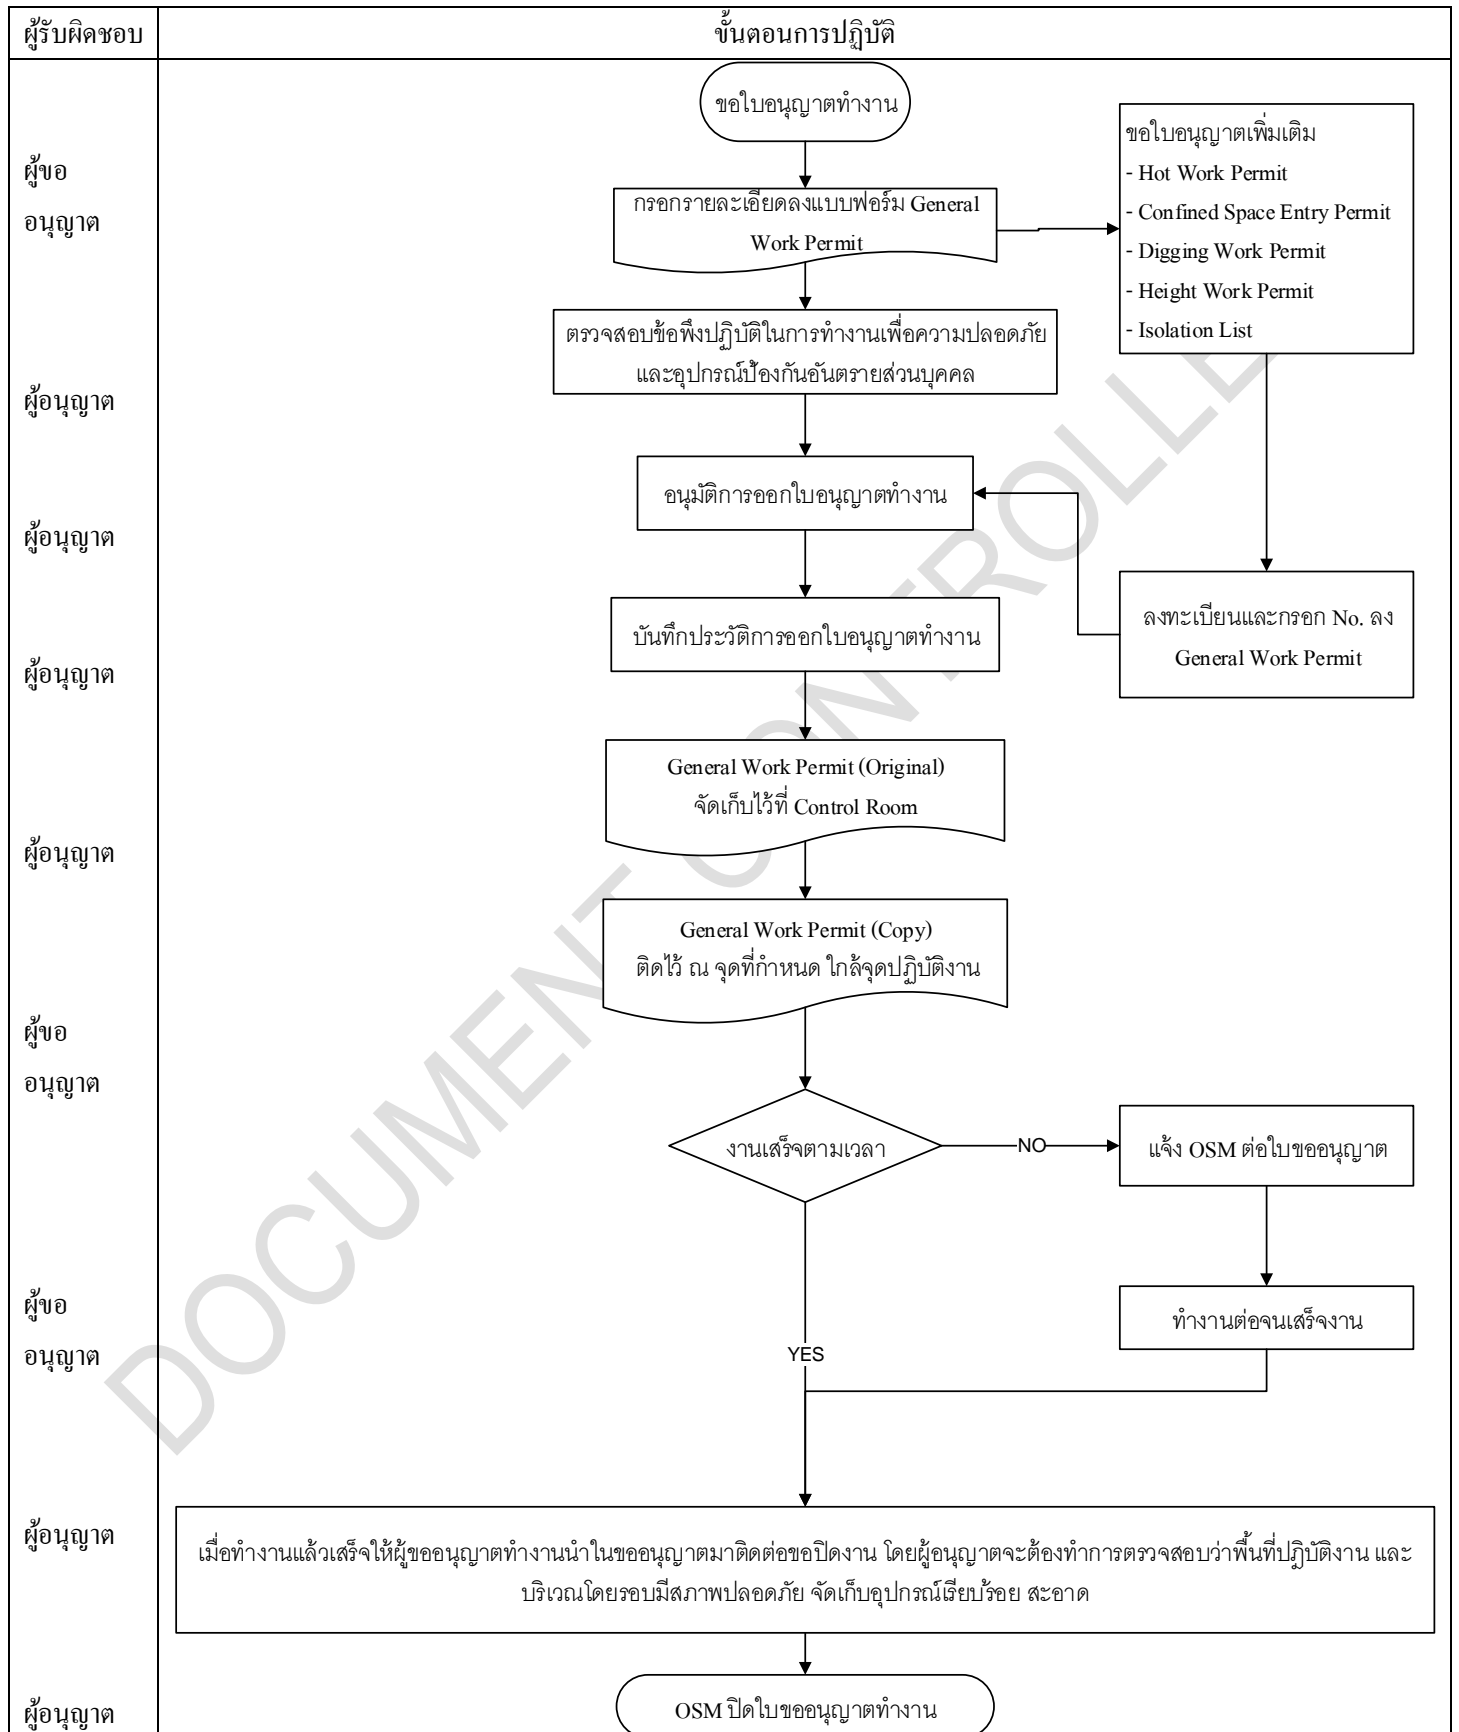 ผู้รับผิดชอบ
ขั้นตอนการปฏิบัติ
ขอใบอนุญาตทำงาน
ผู้ขอ
อนุญาต
กรอกรายละเอียดลงแบบฟอร์ม General
Work Permit
ขอใบอนุญาตเพิ่มเติม
- Hot Work Permit
- Confined Space Entry Permit
- Digging Work Permit
- Height Work Permit
- Isolation List
ตรวจสอบข้อพึงปฏิบัติในการทำงานเพื่อความปลอดภัย
และอุปกรณ์ป้องกันอันตรายส่วนบุคคล
ผู้อนุญาต
อนุมัติการออกใบอนุญาตทำงาน
ผู้อนุญาต
บันทึกประวัติการออกใบอนุญาตทำงาน
ลงทะเบียนและกรอก No. ลง
General Work Permit
ผู้อนุญาต
General Work Permit (Original)
จัดเก็บไว้ที่ Control Room
ผู้อนุญาต
General Work Permit (Copy)
ติดไว้ ณ จุดที่กำหนด ใกล้จุดปฏิบัติงาน
ผู้ขอ
อนุญาต
งานเสร็จตามเวลา
NO
แจ้ง OSM ต่อใบขออนุญาต
ผู้ขอ
อนุญาต
ทำงานต่อจนเสร็จงาน
YES
ผู้อนุญาต
เมื่อทำงานแล้วเสร็จให้ผู้ขออนุญาตทำงานนำในขออนุญาตมาติดต่อขอปิดงาน โดยผู้อนุญาตจะต้องทำการตรวจสอบว่าพื้นที่ปฏิบัติงาน และ
บริเวณโดยรอบมีสภาพปลอดภัย จัดเก็บอุปกรณ์เรียบร้อย สะอาด
ผู้อนุญาต
OSM ปิดใบขออนุญาตทำงาน
DOCUMENT CONTROLLE